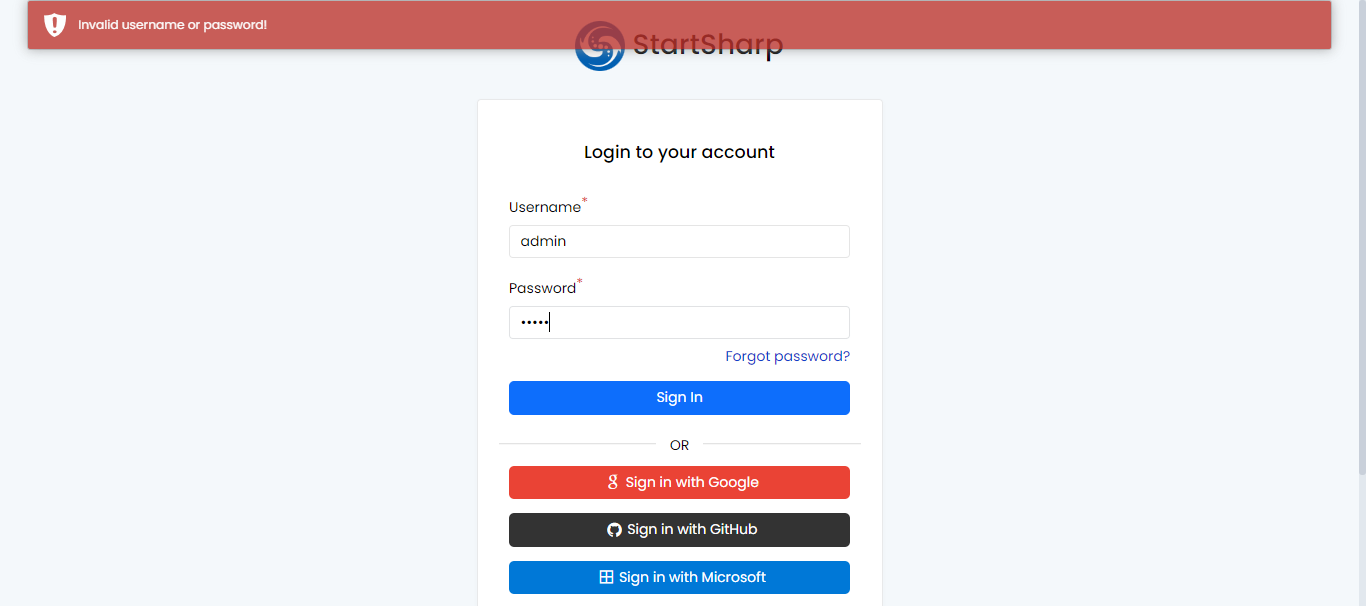 Invalid username or password!
StartSharp
Login to your account
Username*
admin
Password*
•••••
Forgot password?
Sign In
OR
Sign in with Google
Sign in with GitHub
Sign in with Microsoft